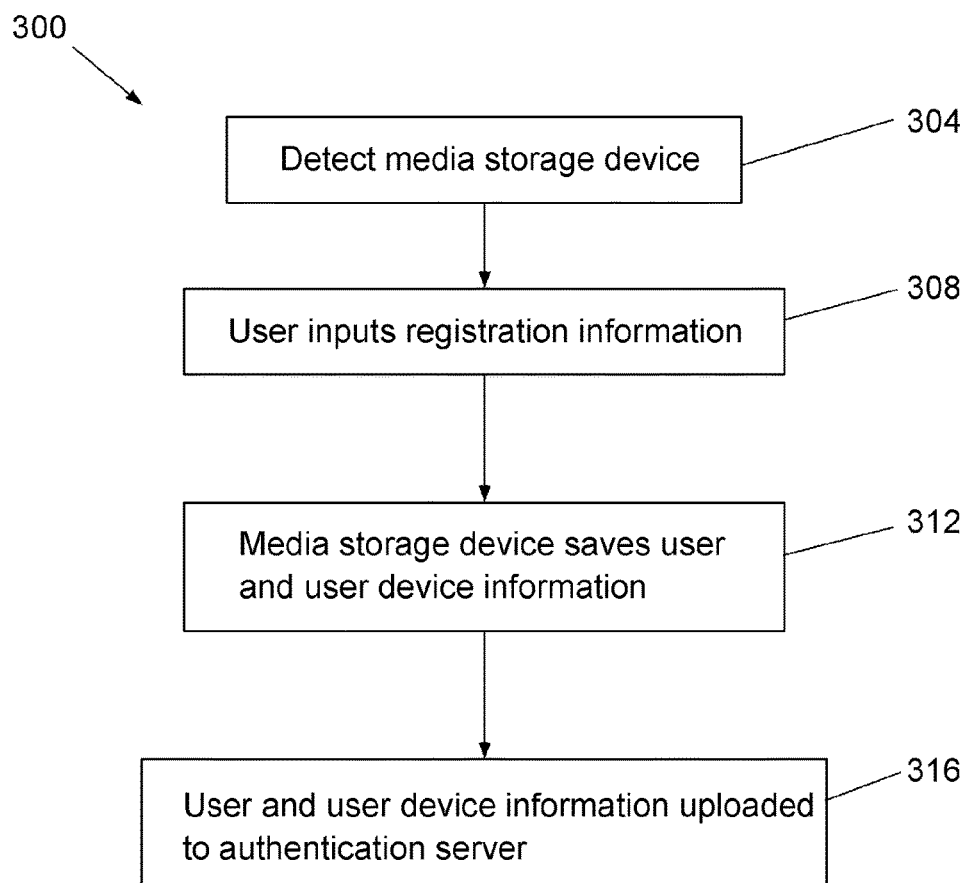 300
304
Detect media storage device
308
User inputs registration information
312
Media storage device saves user
and user device information
316
User and user device information uploaded
to authentication server